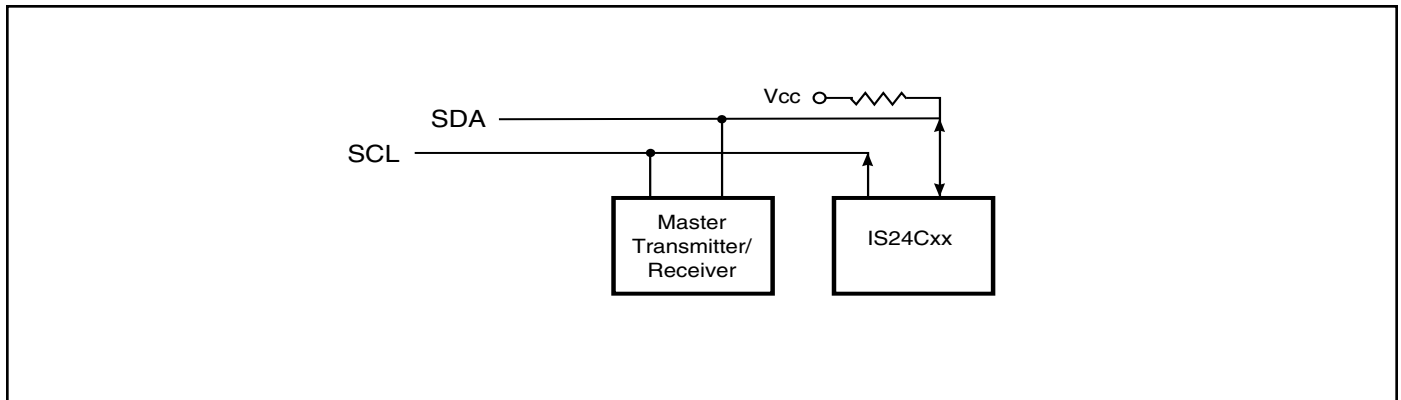 Vcc
SDA
SCL
Master
Transmitter/
Receiver
IS24Cxx